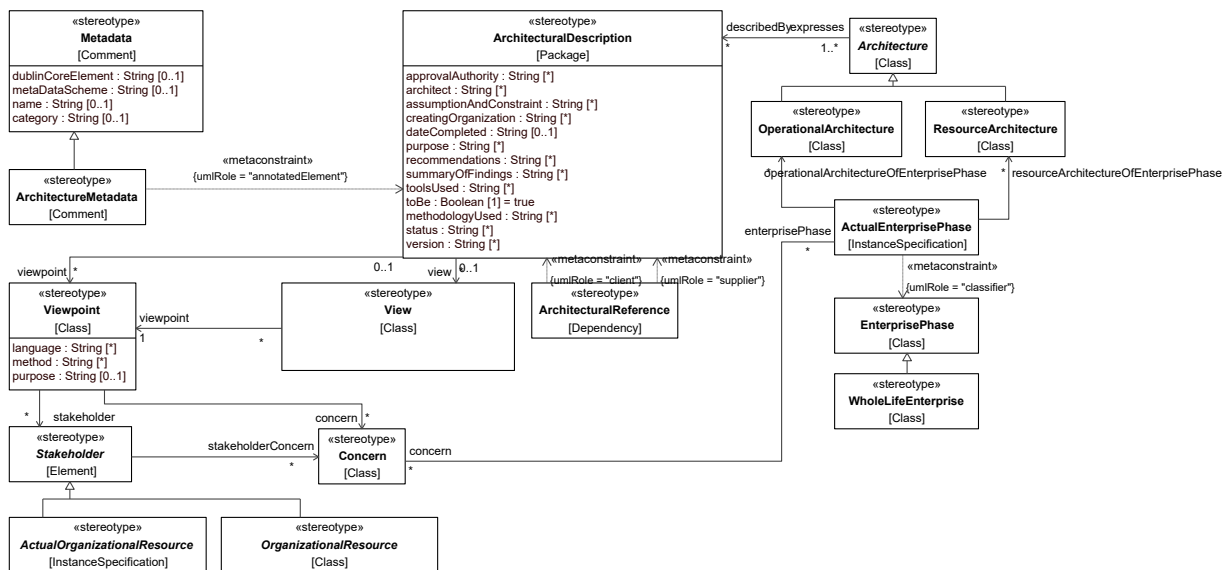 «stereotype»
Metadata
[Comment]
dublinCoreElement : String [0..1]
metaDataScheme : String [0..1]
name : String [0..1]
category : String [0..1]
«stereotype»
ArchitecturalDescription
[Package]
approvalAuthority : String [*]
architect : String [*]
assumptionAndConstraint : String [*]
creatingOrganization : String [*]
dateCompleted : String [0..1]
purpose : String [*]
recommendations : String [*]
summaryOfFindings : String [*]
toolsUsed : String [*]
toBe : Boolean [1] = true
methodologyUsed : String [*]
status : String [*]
version : String [*]
describedBy
expresses
*
1..*
«stereotype»
Architecture
[Class]
«stereotype»
OperationalArchitecture
[Class]
«stereotype»
ResourceArchitecture
[Class]
operationalArchitectureOfEnterprisePhase
*
resourceArchitectureOfEnterprisePhase
«metaconstraint»
{umlRole = "annotatedElement"}
«stereotype»
ArchitectureMetadata
[Comment]
«stereotype»
ActualEnterprisePhase
[InstanceSpecification]
enterprisePhase
*
«metaconstraint»
{umlRole = "classifier"}
viewpoint
*
0..1
view
*
0..1
«metaconstraint»
{umlRole = "client"}
«metaconstraint»
{umlRole = "supplier"}
«stereotype»
Viewpoint
[Class]
language : String [*]
method : String [*]
purpose : String [0..1]
viewpoint
1
*
«stereotype»
View
[Class]
«stereotype»
ArchitecturalReference
[Dependency]
«stereotype»
EnterprisePhase
[Class]
«stereotype»
WholeLifeEnterprise
[Class]
*
stakeholder
concern
*
«stereotype»
Stakeholder
[Element]
stakeholderConcern
*
«stereotype»
Concern
[Class]
concern
*
«stereotype»
ActualOrganizationalResource
[InstanceSpecification]
«stereotype»
OrganizationalResource
[Class]